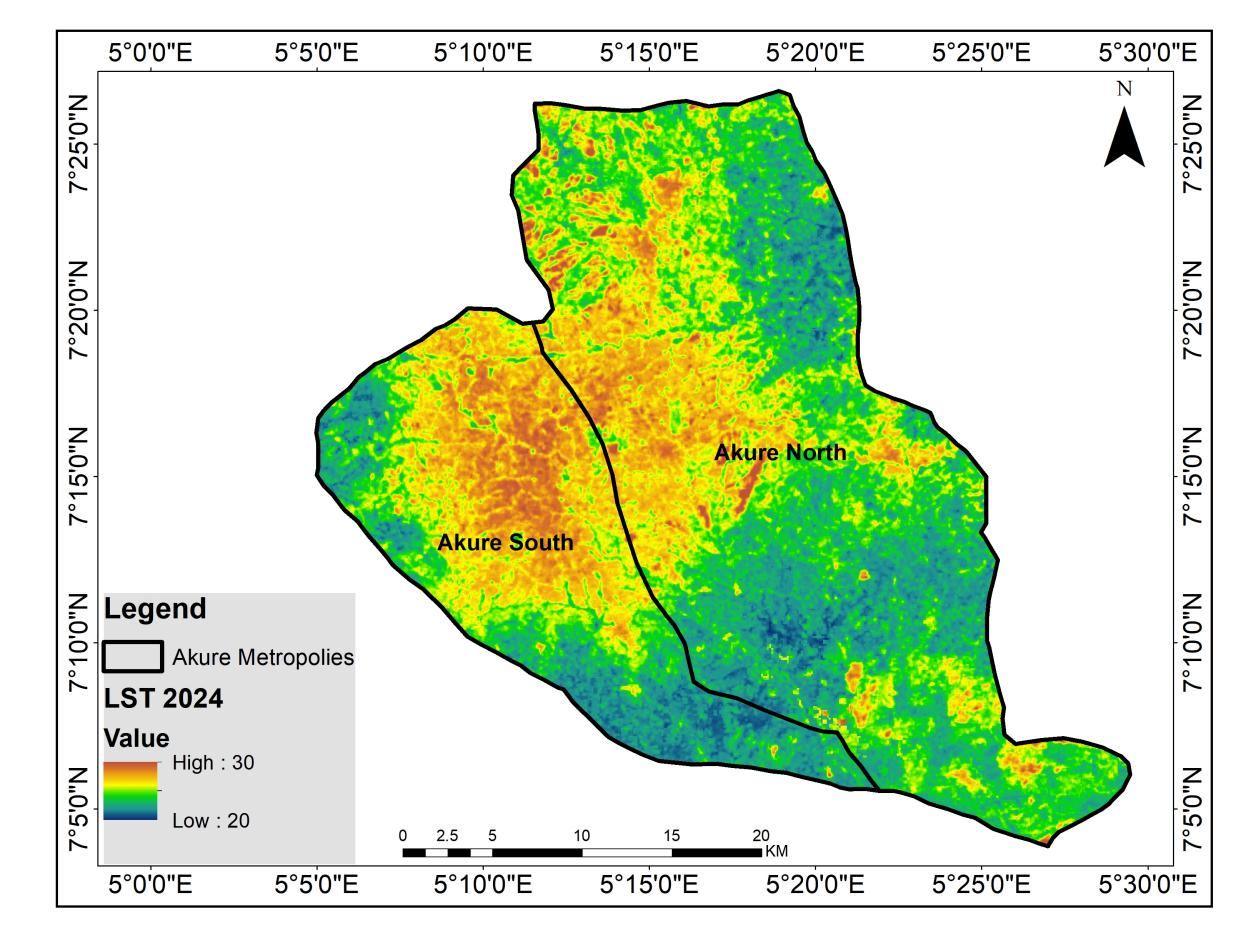 5°0'0"E 5°5'0"E 5°10'0"E 5°15'0"E 5°20'0"E 5°25'0"E 5°30'0"E
N
7°25'0"N 7°25'0"N
7°20'0"N 7°20'0"N
7°15'0"N 7°15'0"N
Akure North
Akure South
7°10'0"N 7°10'0"N
Legend
Akure Metropolies
LST 2024
Value
High : 30
Low : 20
7°5'0"N 7°5'0"N
0 2.5 5 10 15 20
KM
5°0'0"E 5°5'0"E 5°10'0"E 5°15'0"E 5°20'0"E 5°25'0"E 5°30'0"E